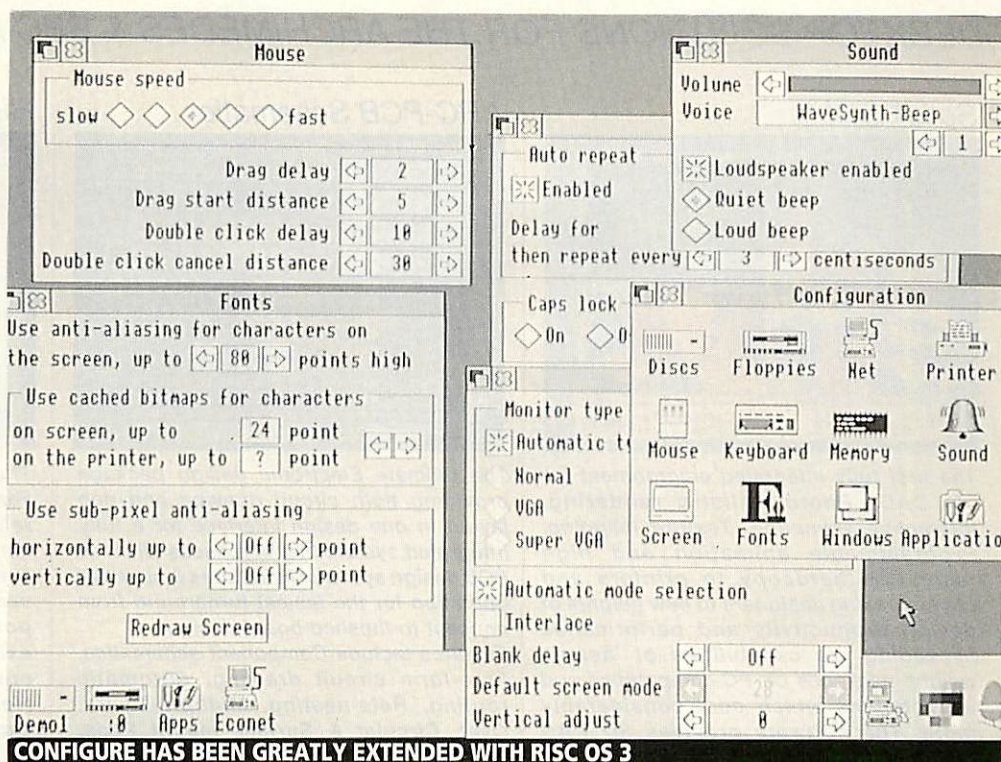 Mouse
Mouse speed
slow fast
Drag delay 2
Drag start distance 5
Double click delay 10
Double click cancel distance 30
Sound
Volume
Voice WaveSynth-Beep
1
Loudspeaker enabled
Quiet beep
Loud beep
Auto repeat
Enabled
Delay for
then repeat every 3 centiseconds
Caps lock
On
Fonts
Use anti-aliasing for characters on
the screen, up to 80 points high
Use cached bitmaps for characters
on screen, up to 24 point
on the printer, up to ? point
Use sub-pixel anti-aliasing
horizontally up to Off point
vertically up to Off point
Redraw Screen
Configuration
Discs Floppies Net Printer
Mouse Keyboard Memory Sound
Screen Fonts Windows Applicatio
Monitor type
Automatic
Normal
VGA
Super VGA
Automatic mode selection
Interlace
Blank delay Off
Default screen mode 28
Vertical adjust 0
Demo1 :0 Apps Econet
CONFIGURE HAS BEEN GREATLY EXTENDED WITH RISC OS 3